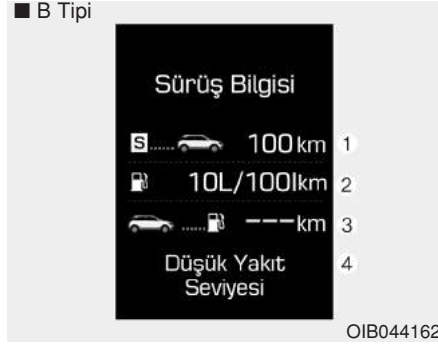 ■ B Tipi
Sürüş Bilgisi
S...... 100 km 1
10L/100lkm 2
...... ---km 3
Düşük Yakıt 4
Seviyesi
OIB044162